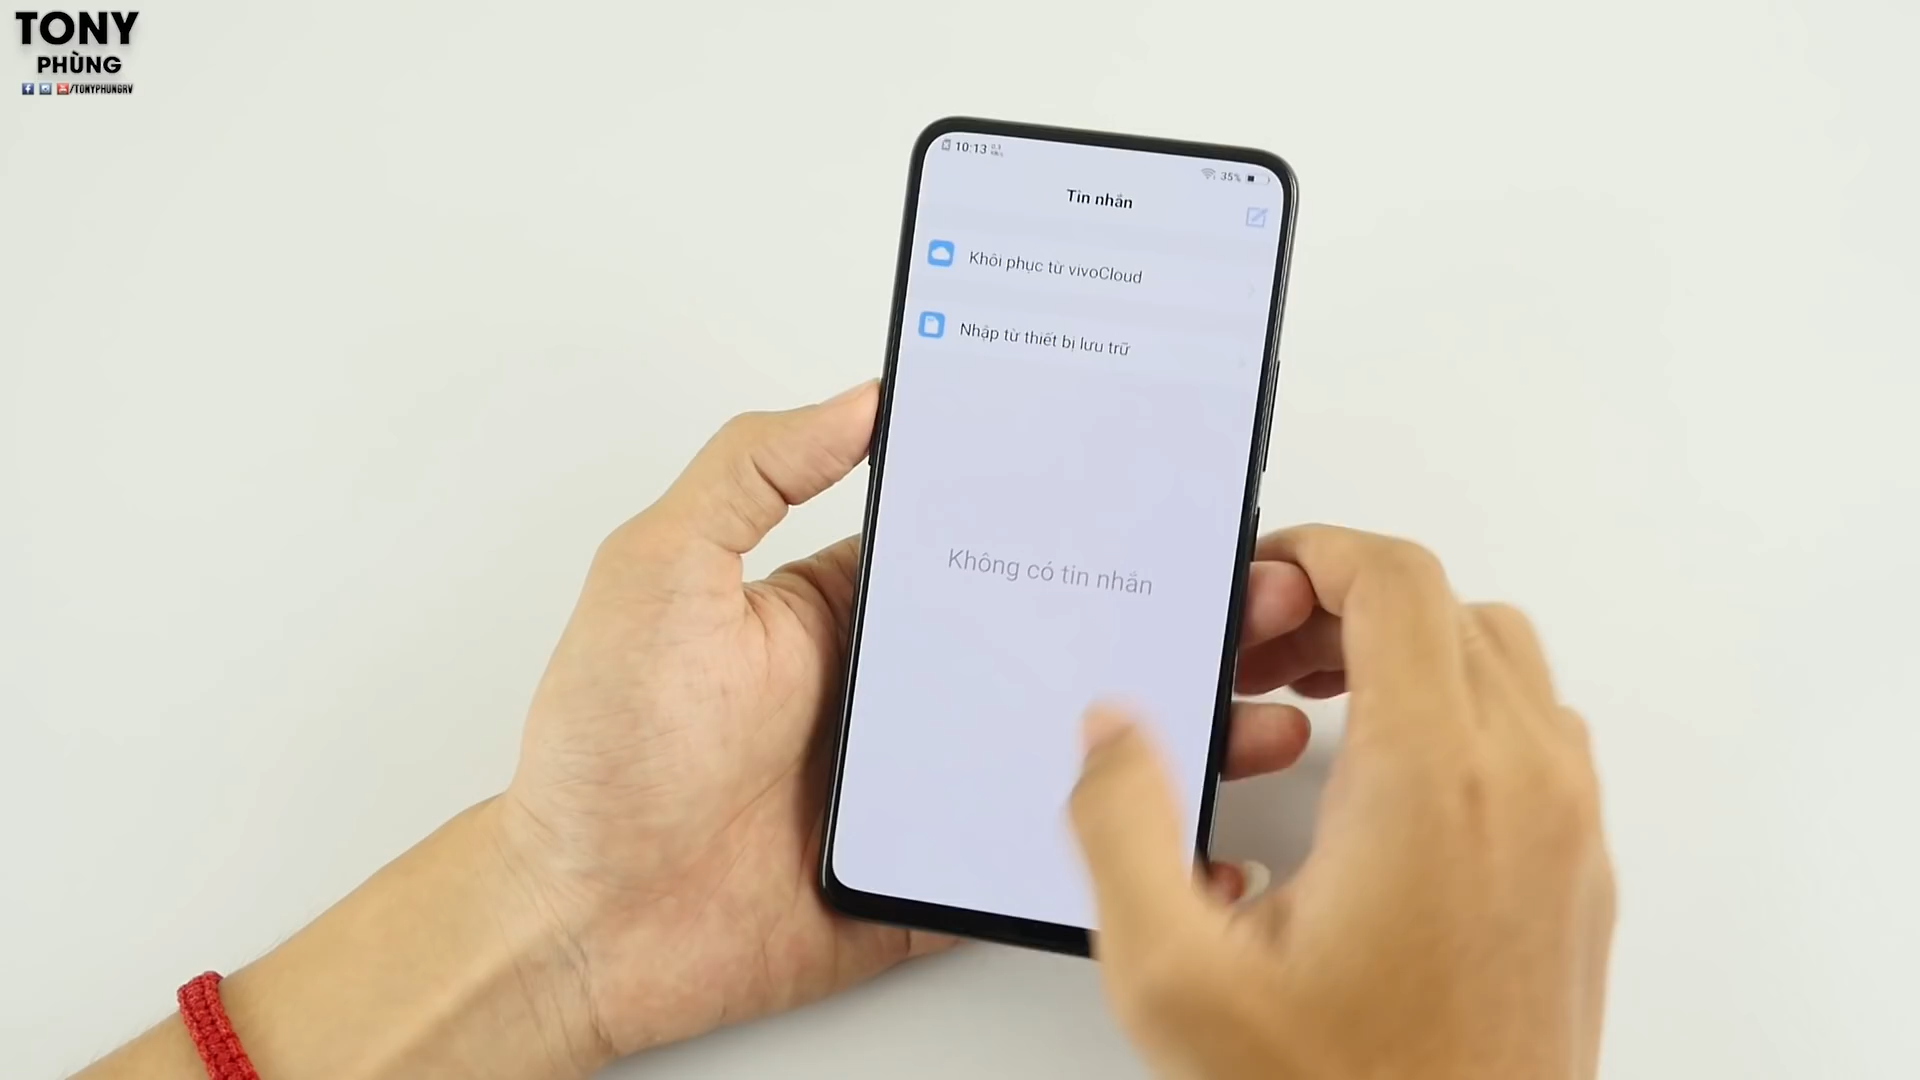 TONY
PHÙNG
/TONYPHUNGRV
10:13
35%
Tin nhắn
Khôi phục từ vivoCloud
Nhập từ thiết bị lưu trữ
Không có tin nhắn